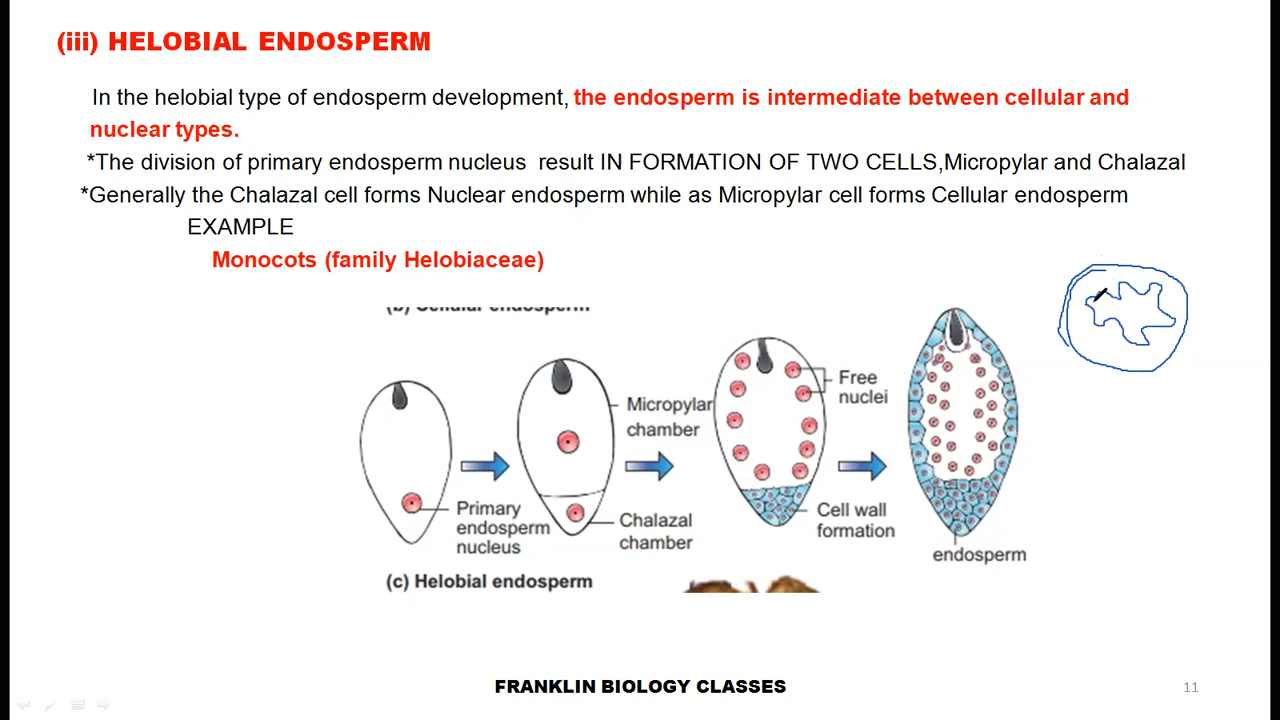 (iii) HELOBIAL ENDOSPERM
In the helobial type of endosperm development, the endosperm is intermediate between cellular and
nuclear types.
*The division of primary endosperm nucleus result IN FORMATION OF TWO CELLS,Micropylar and Chalazal
*Generally the Chalazal cell forms Nuclear endosperm while as Micropylar cell forms Cellular endosperm
EXAMPLE
Monocots (family Helobiaceae)
(b) Cellular endosperm
Micropylar
chamber
Free
nuclei
Primary
endosperm
nucleus
Chalazal
chamber
Cell wall
formation
endosperm
(c) Helobial endosperm
FRANKLIN BIOLOGY CLASSES
11